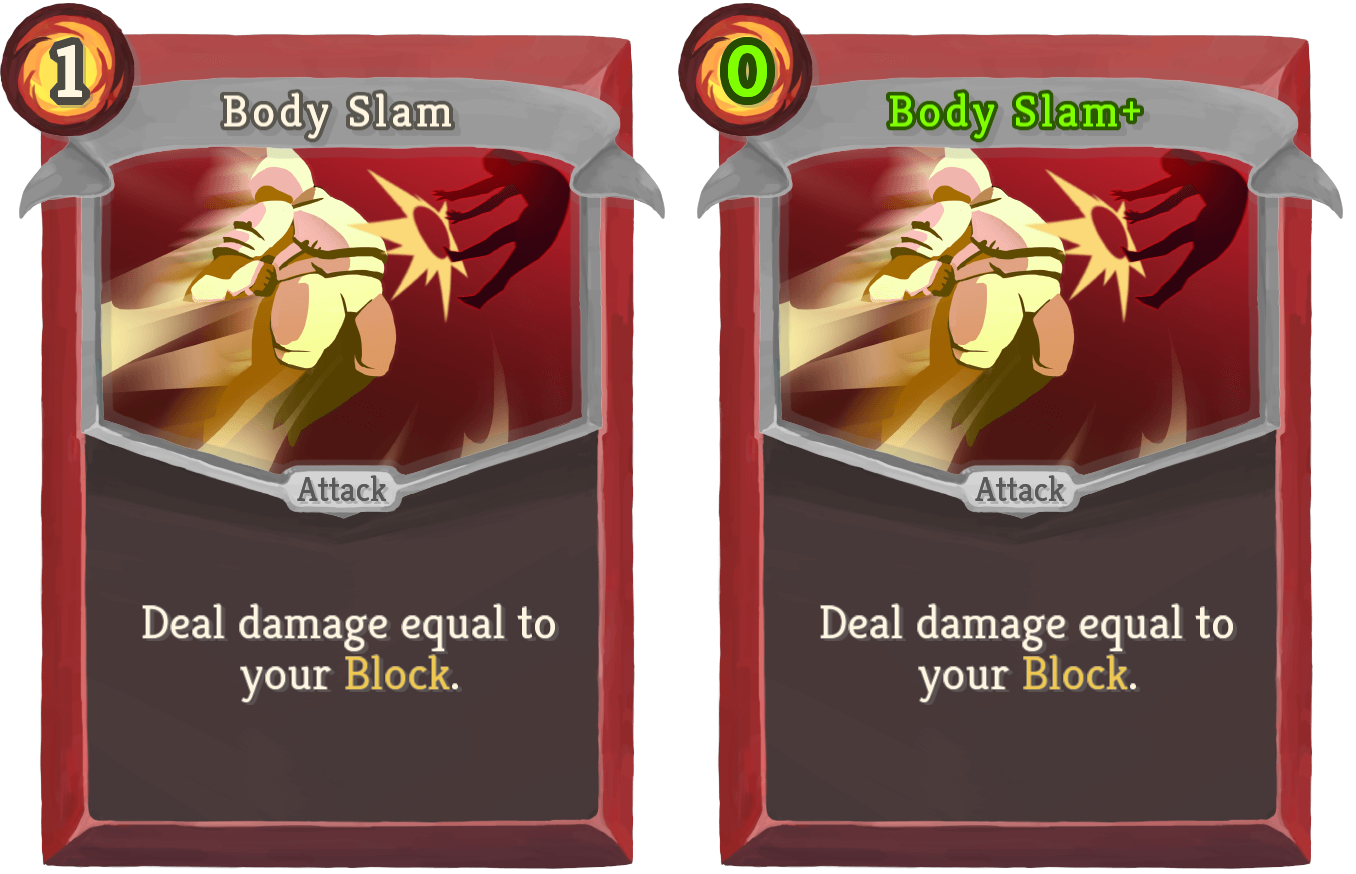 1
Body Slam
Attack
Deal damage equal to
your Block.
0
Body Slam+
Attack
Deal damage equal to
your Block.